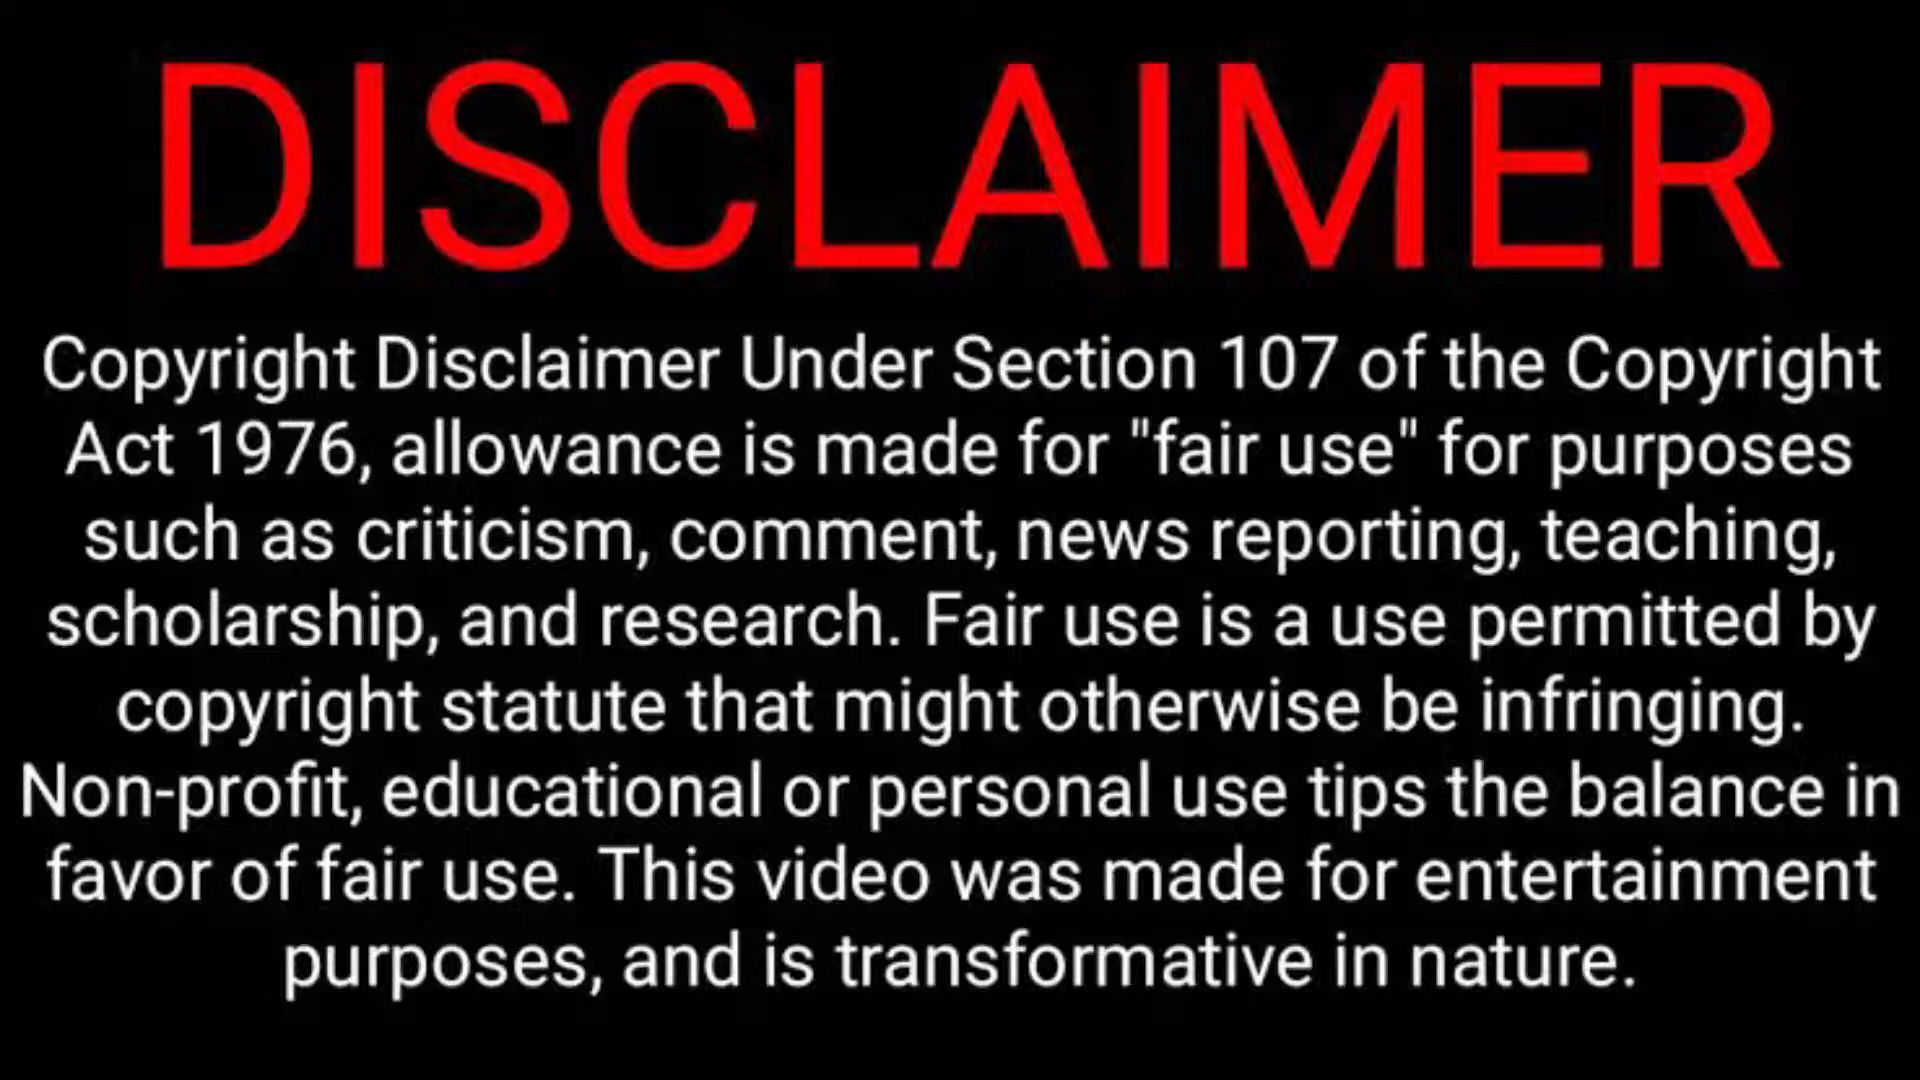 DISCLAIMER
Copyright Disclaimer Under Section 107 of the Copyright
Act 1976, allowance is made for "fair use" for purposes
such as criticism, comment, news reporting, teaching,
scholarship, and research. Fair use is a use permitted by
copyright statute that might otherwise be infringing.
Non-profit, educational or personal use tips the balance in
favor of fair use. This video was made for entertainment
purposes, and is transformative in nature.